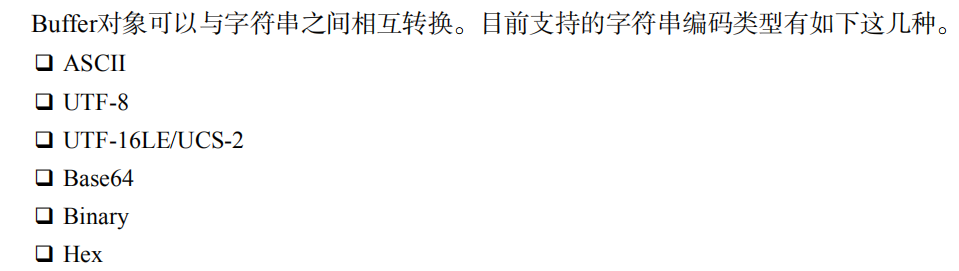 Buffer对象可以与字符串之间相互转换。目前支持的字符串编码类型有如下这几种。
❑ ASCII
❑ UTF-8
❑ UTF-16LE/UCS-2
❑ Base64
❑ Binary
❑ Hex